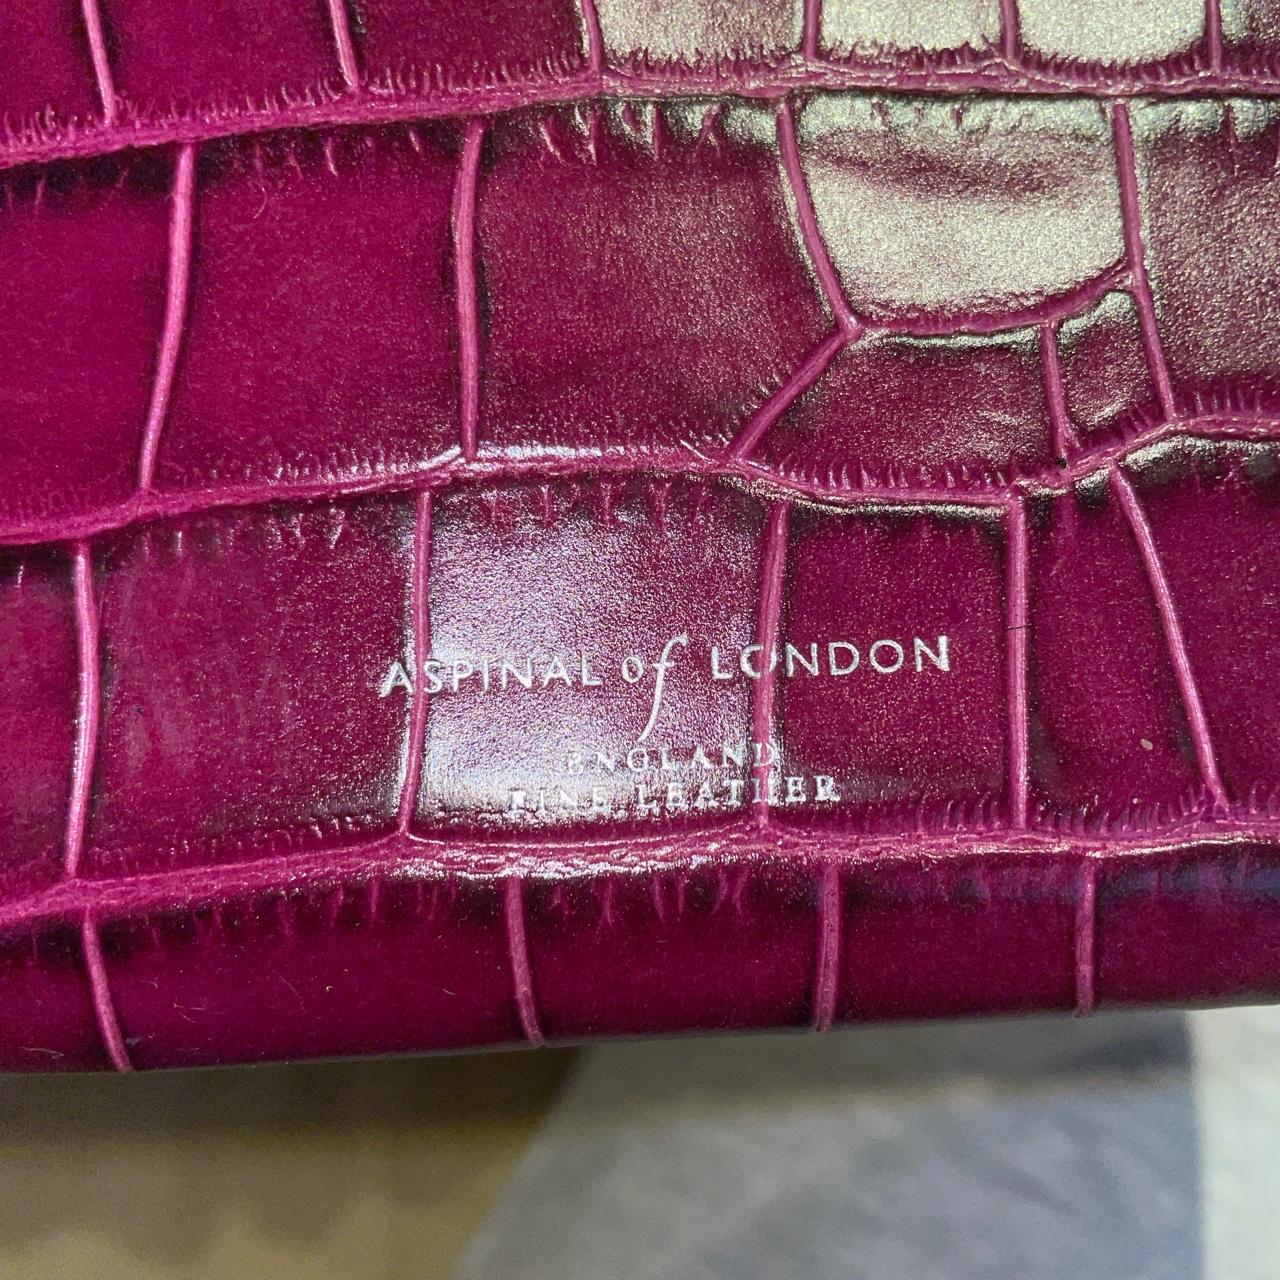 ASPINAL of LONDON
ENGLAND
FINE LEATHER